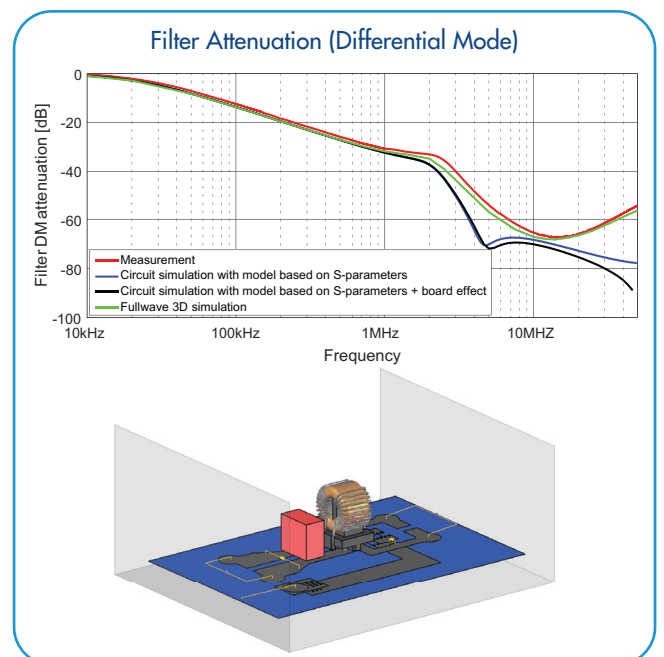 Filter Attenuation (Differential Mode)
Filter DM attenuation [dB]
0
-20
-40
-60
-80
-100
Measurement
Circuit simulation with model based on S-parameters
Circuit simulation with model based on S-parameters + board effect
Fullwave 3D simulation
10kHZ 100kHZ 1MHZ 10MHZ
Frequency